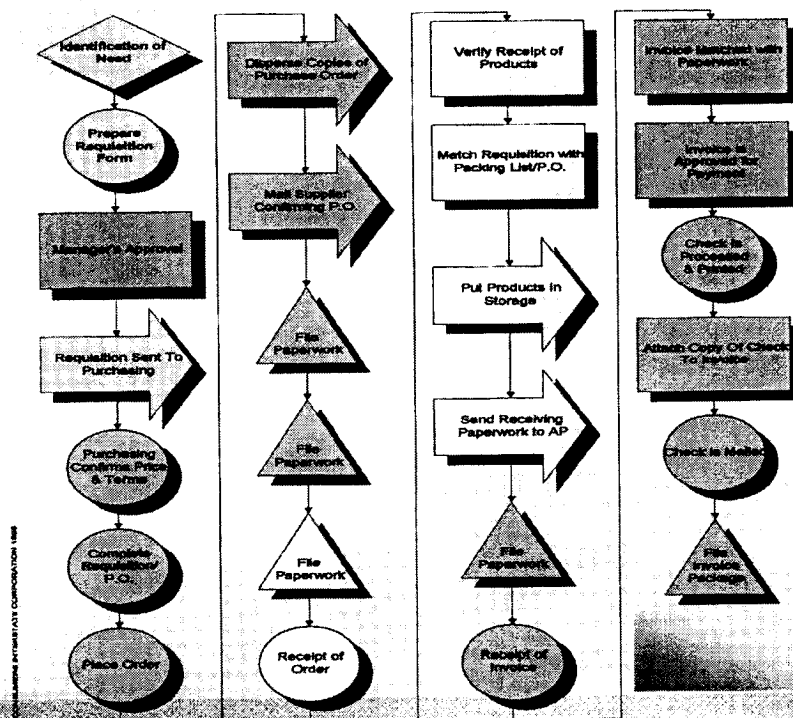 Identification of
Need
Prepare
Requisition
Form
Manager's Approval
Requisition Sent To
Purchasing
Purchasing
Confirms Price
& Terms
Complete
Requisition/
P.O.
Place Order
Disperse Copies of
Purchase Order
Mail Supplier
Confirming P.O.
File
Paperwork
File
Paperwork
File
Paperwork
Receipt of
Order
Verify Receipt of
Products
Match Requisition with
Packing List/P.O.
Put Products In
Storage
Send Receiving
Paperwork to AP
File
Paperwork
Receipt of
Invoice
Invoice Matched with
Paperwork
Invoice is
Approved for
Payment
Check is
Processed
& Printed
Attach Copy Of Check
To Invoice
Check is Mailed
File
Invoice
Package
INTERSTATE CORPORATION